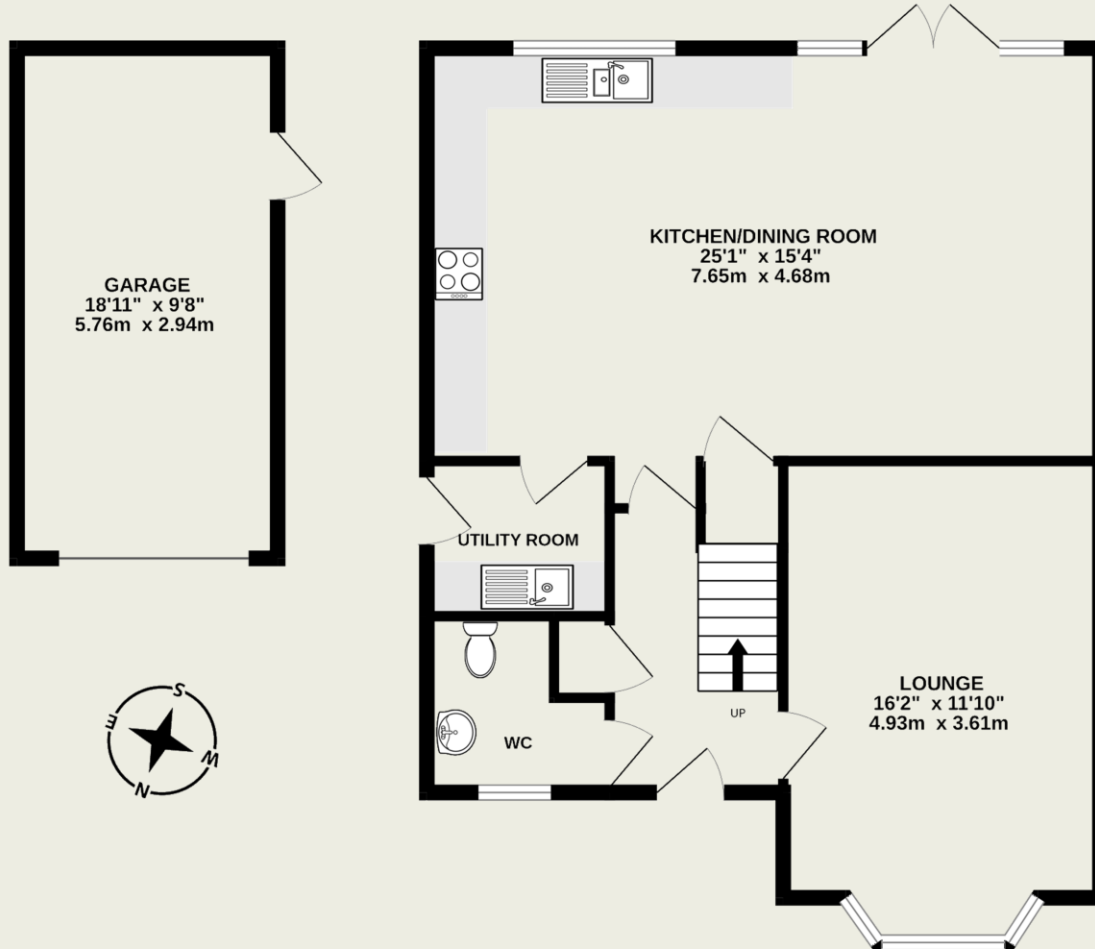 KITCHEN/DINING ROOM
25'1" x 15'4"
7.65m x 4.68m
GARAGE
18'11" x 9'8"
5.76m x 2.94m
UTILITY ROOM
LOUNGE
16'2" x 11'10"
4.93m x 3.61m
UP
WC
S
E
W
N